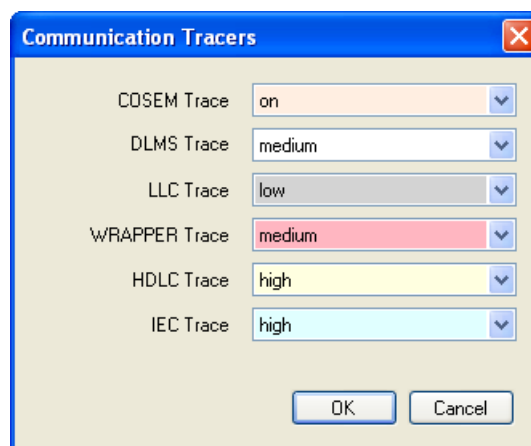 Communication Tracers
COSEM Trace on
DLMS Trace medium
LLC Trace low
WRAPPER Trace medium
HDLC Trace high
IEC Trace high
OK Cancel